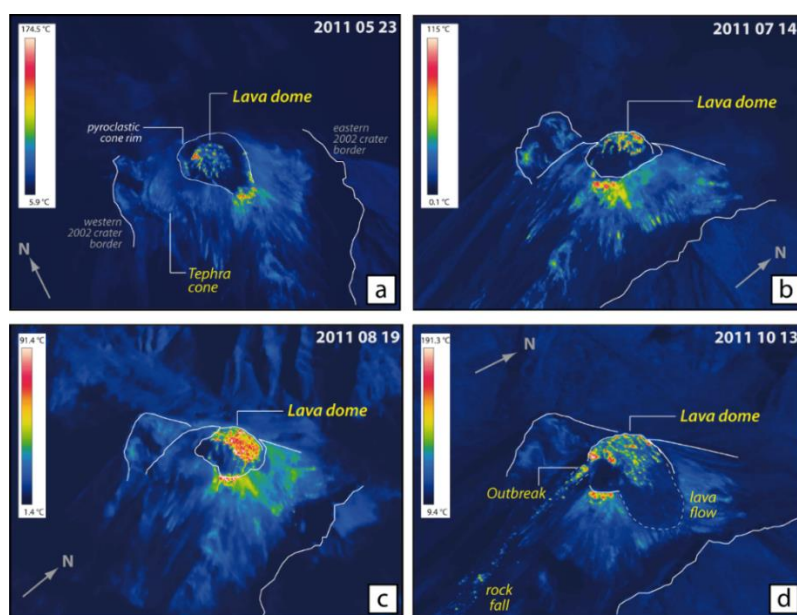 174.5 °C
2011 05 23
Lava dome
pyroclastic
cone rim
eastern
2002 crater
border
5.9 °C
western
2002 crater
border
N
Tephra
cone
a
115 °C
2011 07 14
Lava dome
0.1 °C
N
b
91.4 °C
2011 08 19
Lava dome
1.4 °C
N
c
191.3 °C
2011 10 13
N
Lava dome
Outbreak
lava
flow
9.4 °C
rock
fall
d